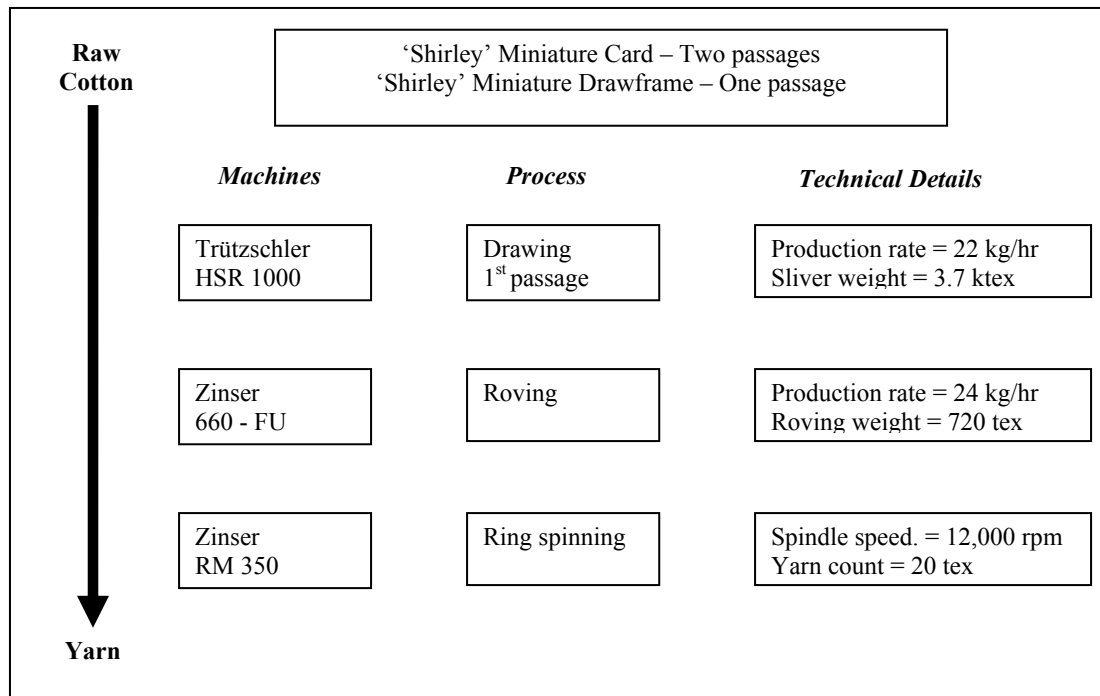 Raw
Cotton
‘Shirley’ Miniature Card – Two passages
‘Shirley’ Miniature Drawframe – One passage
Machines
Process
Technical Details
Trützschler
HSR 1000
Drawing
1st passage
Production rate = 22 kg/hr
Sliver weight = 3.7 ktex
Zinser
660 - FU
Roving
Production rate = 24 kg/hr
Roving weight = 720 tex
Zinser
RM 350
Ring spinning
Spindle speed. = 12,000 rpm
Yarn count = 20 tex
Yarn